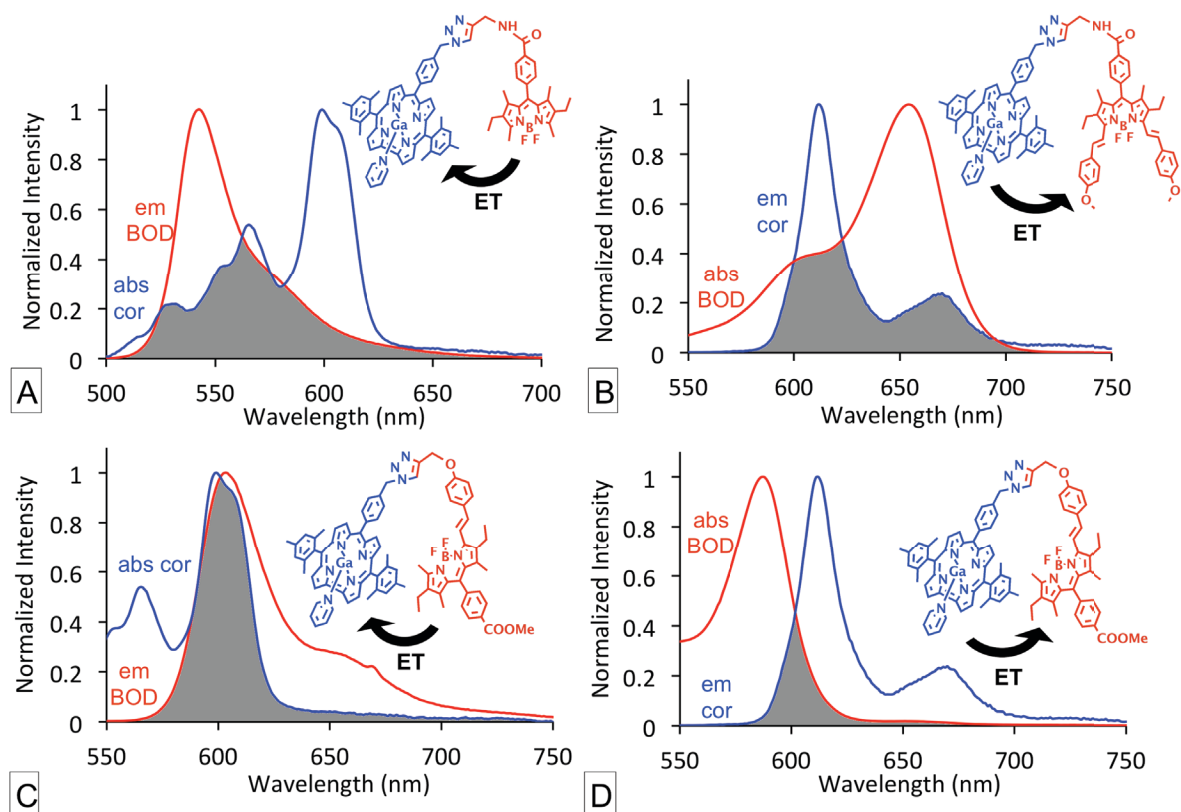 Normalized Intensity
1
0.8
0.6
0.4
0.2
0
em
BOD
abs
cor
N
N
N
NH
O
N
N
Ga
N
N
N
N
B
N
F
F
ET
500
550
600
650
700
Wavelength (nm)
A
Normalized Intensity
1
0.8
0.6
0.4
0.2
0
em
cor
abs
BOD
N
N
N
NH
O
N
N
Ga
N
N
N
N
B
N
F
F
O
O
ET
550
600
650
700
750
Wavelength (nm)
B
Normalized Intensity
1
0.8
0.6
0.4
0.2
0
abs cor
em
BOD
N
N
N
O
N
N
Ga
N
N
N
F
F
B
N
N
COOMe
ET
550
600
650
700
750
Wavelength (nm)
C
Normalized Intensity
1
0.8
0.6
0.4
0.2
0
abs
BOD
em
cor
N
N
N
O
N
N
Ga
N
N
N
F
F
B
N
N
COOMe
ET
550
600
650
700
750
Wavelength (nm)
D